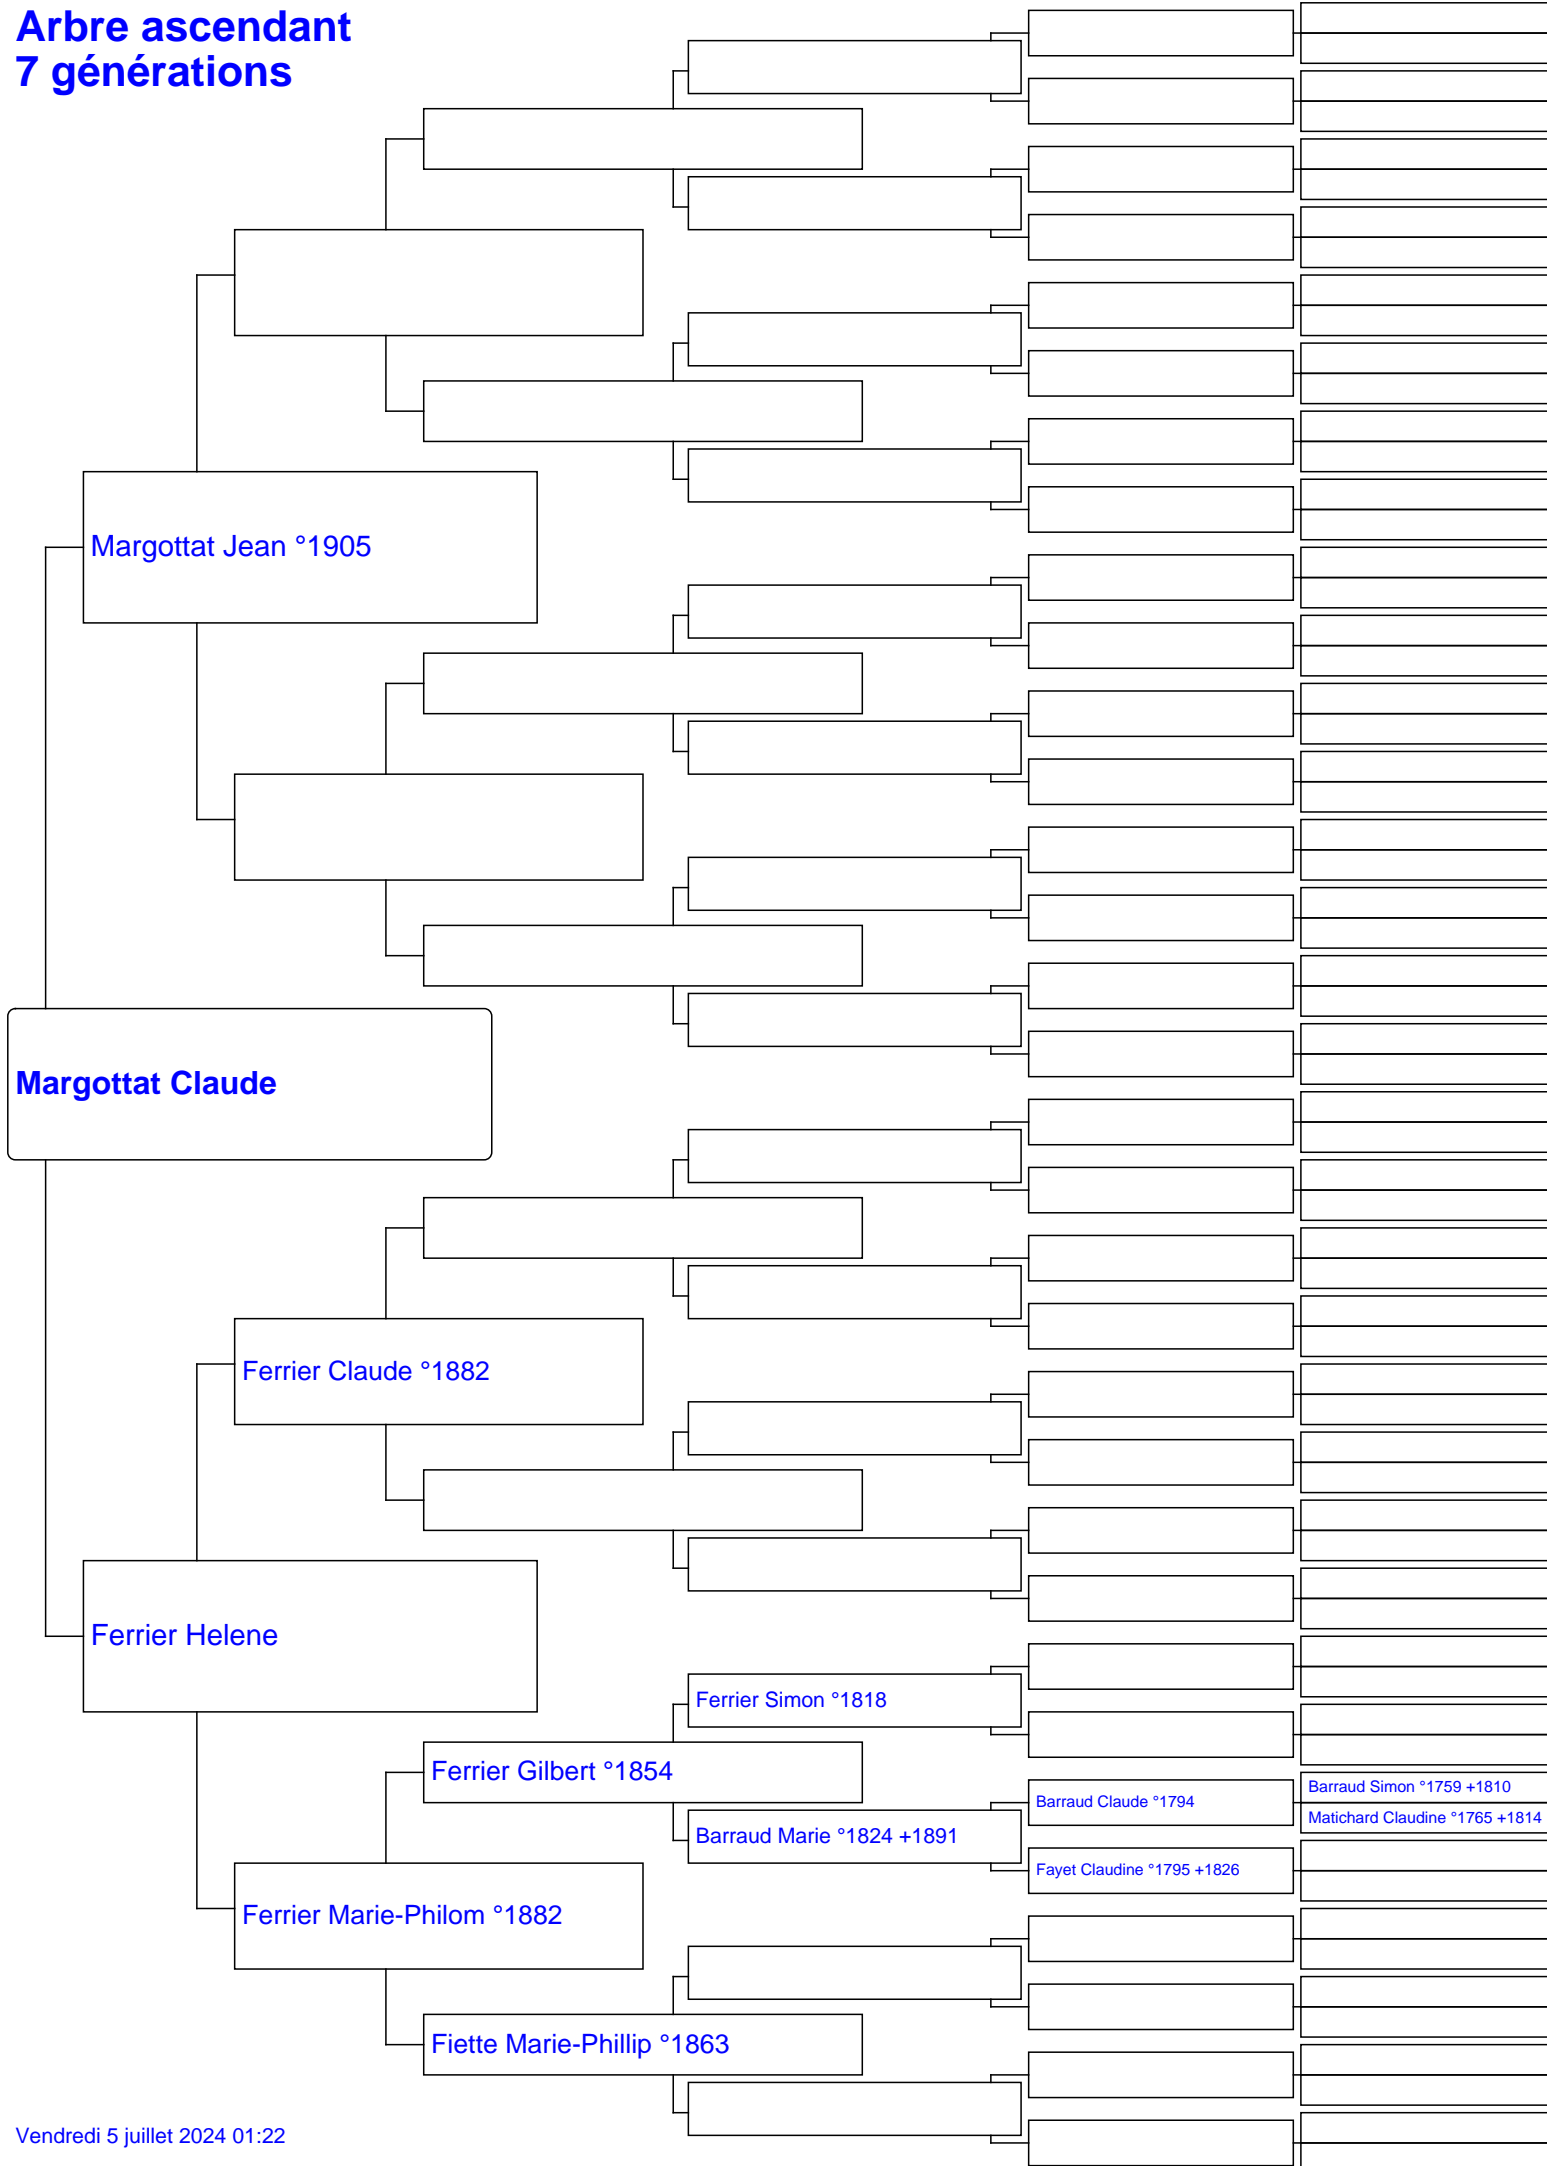 Arbre ascendant
7 générations
Margottat Jean °1905
Margottat Claude
Ferrier Claude °1882
Ferrier Helene
Ferrier Simon °1818
Ferrier Gilbert °1854
Barraud Simon °1759 +1810
Barraud Claude °1794
Matichard Claudine °1765 +1814
Barraud Marie °1824 +1891
Fayet Claudine °1795 +1826
Ferrier Marie-Philom °1882
Fiette Marie-Phillip °1863
Vendredi 5 juillet 2024 01:22